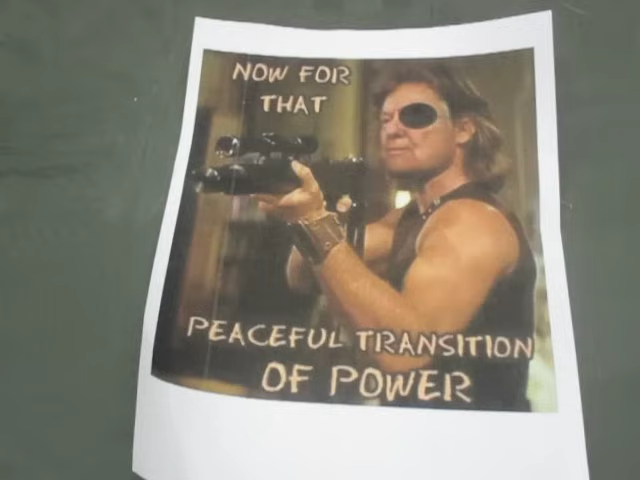 NOW FOR
THAT
PEACEFUL TRANSITION
OF POWER